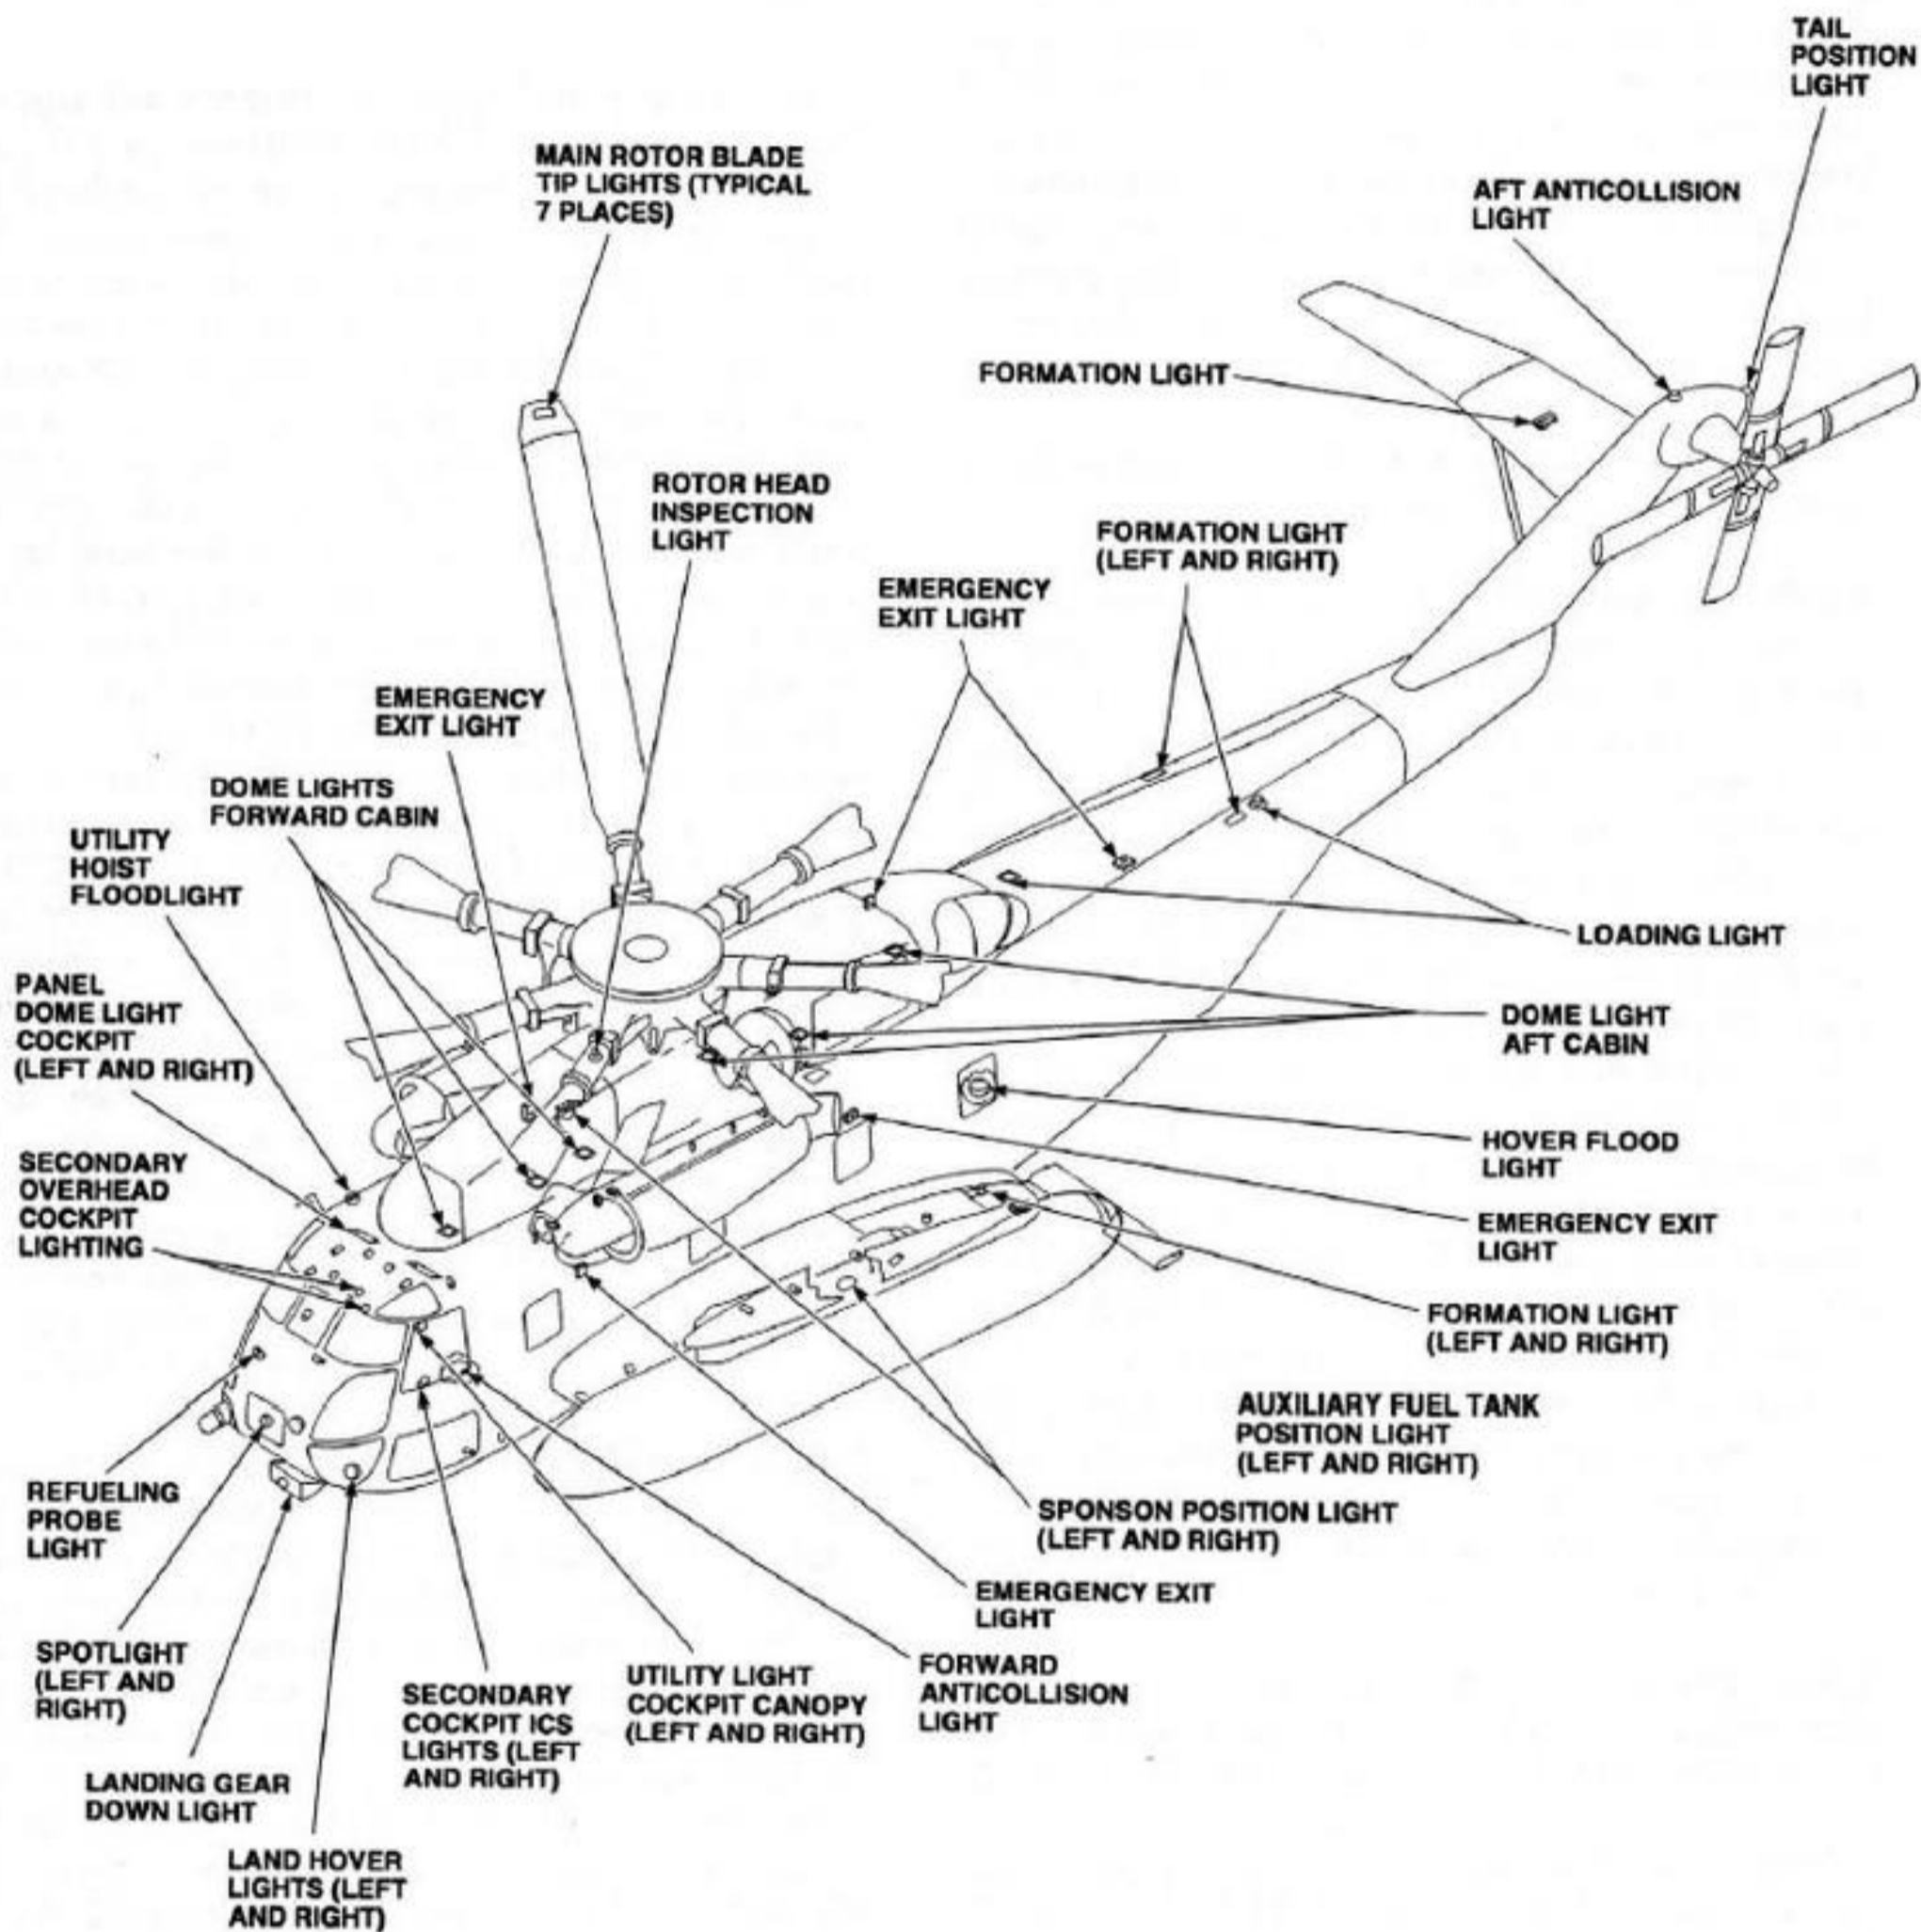 TAIL
POSITION
LIGHT
MAIN ROTOR BLADE
TIP LIGHTS (TYPICAL
7 PLACES)
AFT ANTICOLLISION
LIGHT
FORMATION LIGHT
ROTOR HEAD
INSPECTION
LIGHT
FORMATION LIGHT
(LEFT AND RIGHT)
EMERGENCY
EXIT LIGHT
EMERGENCY
EXIT LIGHT
DOME LIGHTS
FORWARD CABIN
UTILITY
HOIST
FLOODLIGHT
LOADING LIGHT
PANEL
DOME LIGHT
COCKPIT
(LEFT AND RIGHT)
DOME LIGHT
AFT CABIN
SECONDARY
OVERHEAD
COCKPIT
LIGHTING
HOVER FLOOD
LIGHT
EMERGENCY EXIT
LIGHT
FORMATION LIGHT
(LEFT AND RIGHT)
AUXILIARY FUEL TANK
POSITION LIGHT
(LEFT AND RIGHT)
REFUELING
PROBE
LIGHT
SPONSON POSITION LIGHT
(LEFT AND RIGHT)
EMERGENCY EXIT
LIGHT
SPOTLIGHT
(LEFT AND
RIGHT)
SECONDARY
COCKPIT ICS
LIGHTS (LEFT
AND RIGHT)
UTILITY LIGHT
COCKPIT CANOPY
(LEFT AND RIGHT)
FORWARD
ANTICOLLISION
LIGHT
LANDING GEAR
DOWN LIGHT
LAND HOVER
LIGHTS (LEFT
AND RIGHT)